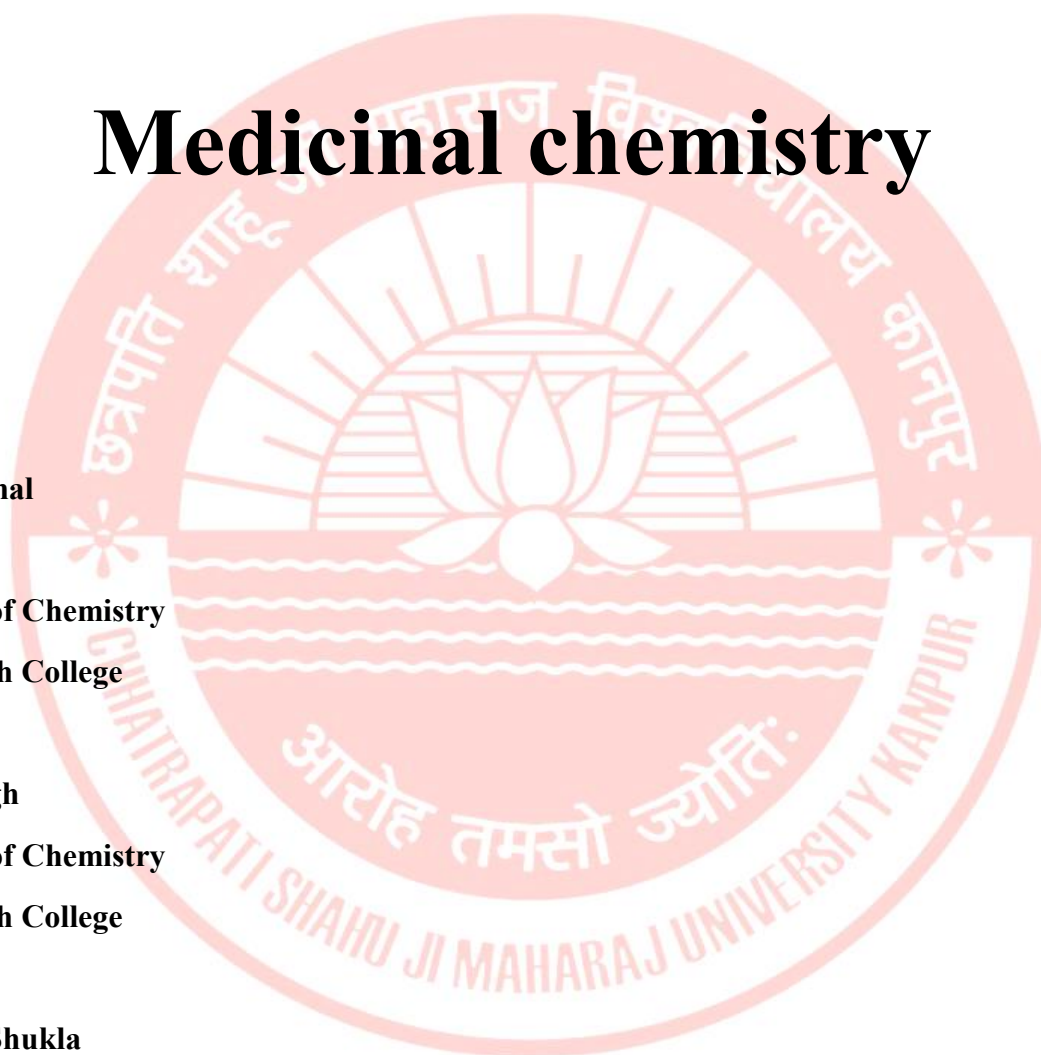 Medicinal chemistry
छत्रपति शाहू जी महाराज विश्वविद्यालय कानपुर
nal
of Chemistry
h College
gh
of Chemistry
h College
Shukla
आरोह तमसो ज्योतिः
CHHATRAPATI SHAHU JI MAHARAJ UNIVERSITY KANPUR